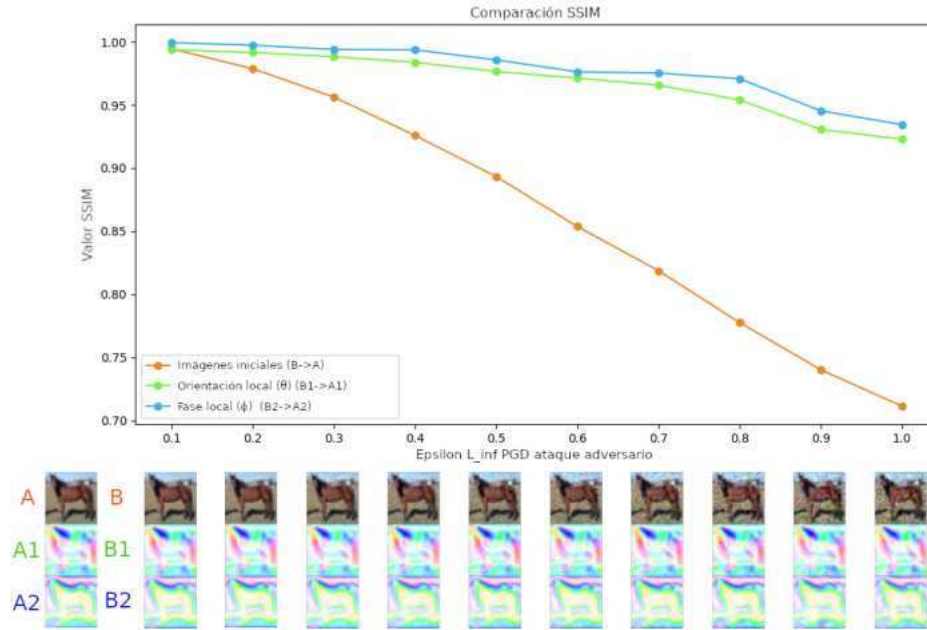 Comparación SSIM
Valor SSIM
1.00
0.95
0.90
0.85
0.80
0.75
0.70
Imágenes iniciales (B->A)
Orientación local (θ) (B1->A1)
Fase local (ϕ) (B2->A2)
0.1 0.2 0.3 0.4 0.5 0.6 0.7 0.8 0.9 1.0
Epsilon L_inf PGD ataque adversario
A B
A1 B1
A2 B2